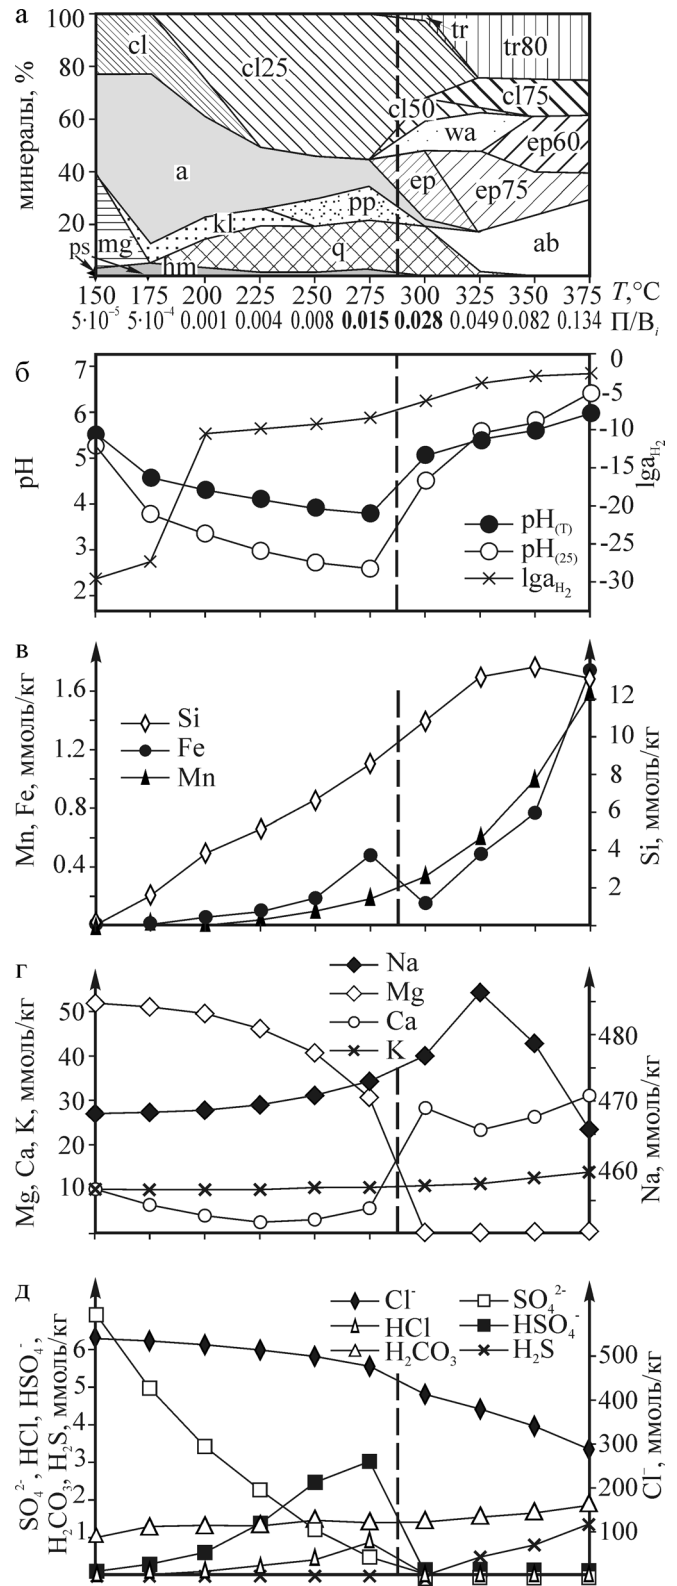 а
100
80
60
40
20
минералы, %
cl
cl25
tr
tr80
cl50
cl75
wa
ep60
a
ep
ep75
pp
kl
mg
q
ab
ps
hm
150 175 200 225 250 275 300 325 350 375 T,°C
5·10⁻⁵ 5·10⁻⁴ 0.001 0.004 0.008 0.015 0.028 0.049 0.082 0.134 П/Вᵢ
б
7
6
5
4
3
2
pH
0
-5
-10
-15
-20
-25
-30
lga_H₂
pH(T)
pH(25)
lga_H₂
в
1.6
1.2
0.8
0.4
Mn, Fe, ммоль/кг
Si
Fe
Mn
12
10
8
6
4
2
Si, ммоль/кг
г
50
40
30
20
10
Mg, Ca, K, ммоль/кг
Na
Mg
Ca
K
480
470
460
Na, ммоль/кг
д
6
5
4
3
2
1
SO₄²⁻, HCl, HSO₄⁻,
H₂CO₃, H₂S, ммоль/кг
Cl⁻ SO₄²⁻
HCl HSO₄⁻
H₂CO₃ H₂S
500
400
300
200
100
Cl⁻, ммоль/кг